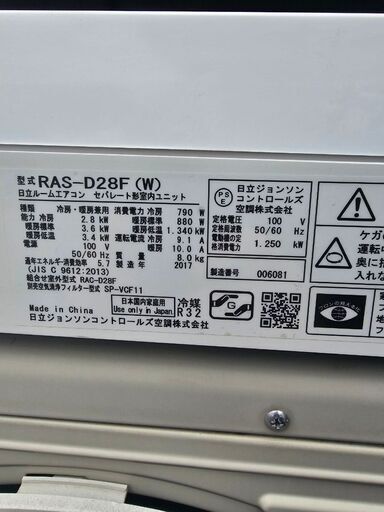 型式 RAS-D28F (W)
日立ルームエアコン セパレート形室内ユニット
種類 冷房・暖房兼用
能力 冷房 2.8 kW
暖房標準 3.6 kW
暖房低温 3.4 kW
電源 100 V
50/60 Hz
通年エネルギー消費効率 5.7
(JIS C 9612:2013)
組合せ室外型式 RAC-D28F
別売空気清浄フィルター型式 SP-VCF11
消費電力 冷房 790 W
暖房標準 880 W
暖房低温 1.340 kW
運転電流 冷房 9.1 A
暖房 10.0 A
質量 8.0 kg
製造年 2017
Made in China
日本国内家庭用
Use only in Japan
冷媒
R32
日立ジョンソンコントロールズ空調株式会社
PSE
日立ジョンソン
コントロールズ
空調株式会社
定格電圧 100 V
定格周波数 50/60 Hz
電動機の定
格消費電力 1.250 kW
製造番号 006081
G
ケガの
運転
奥に